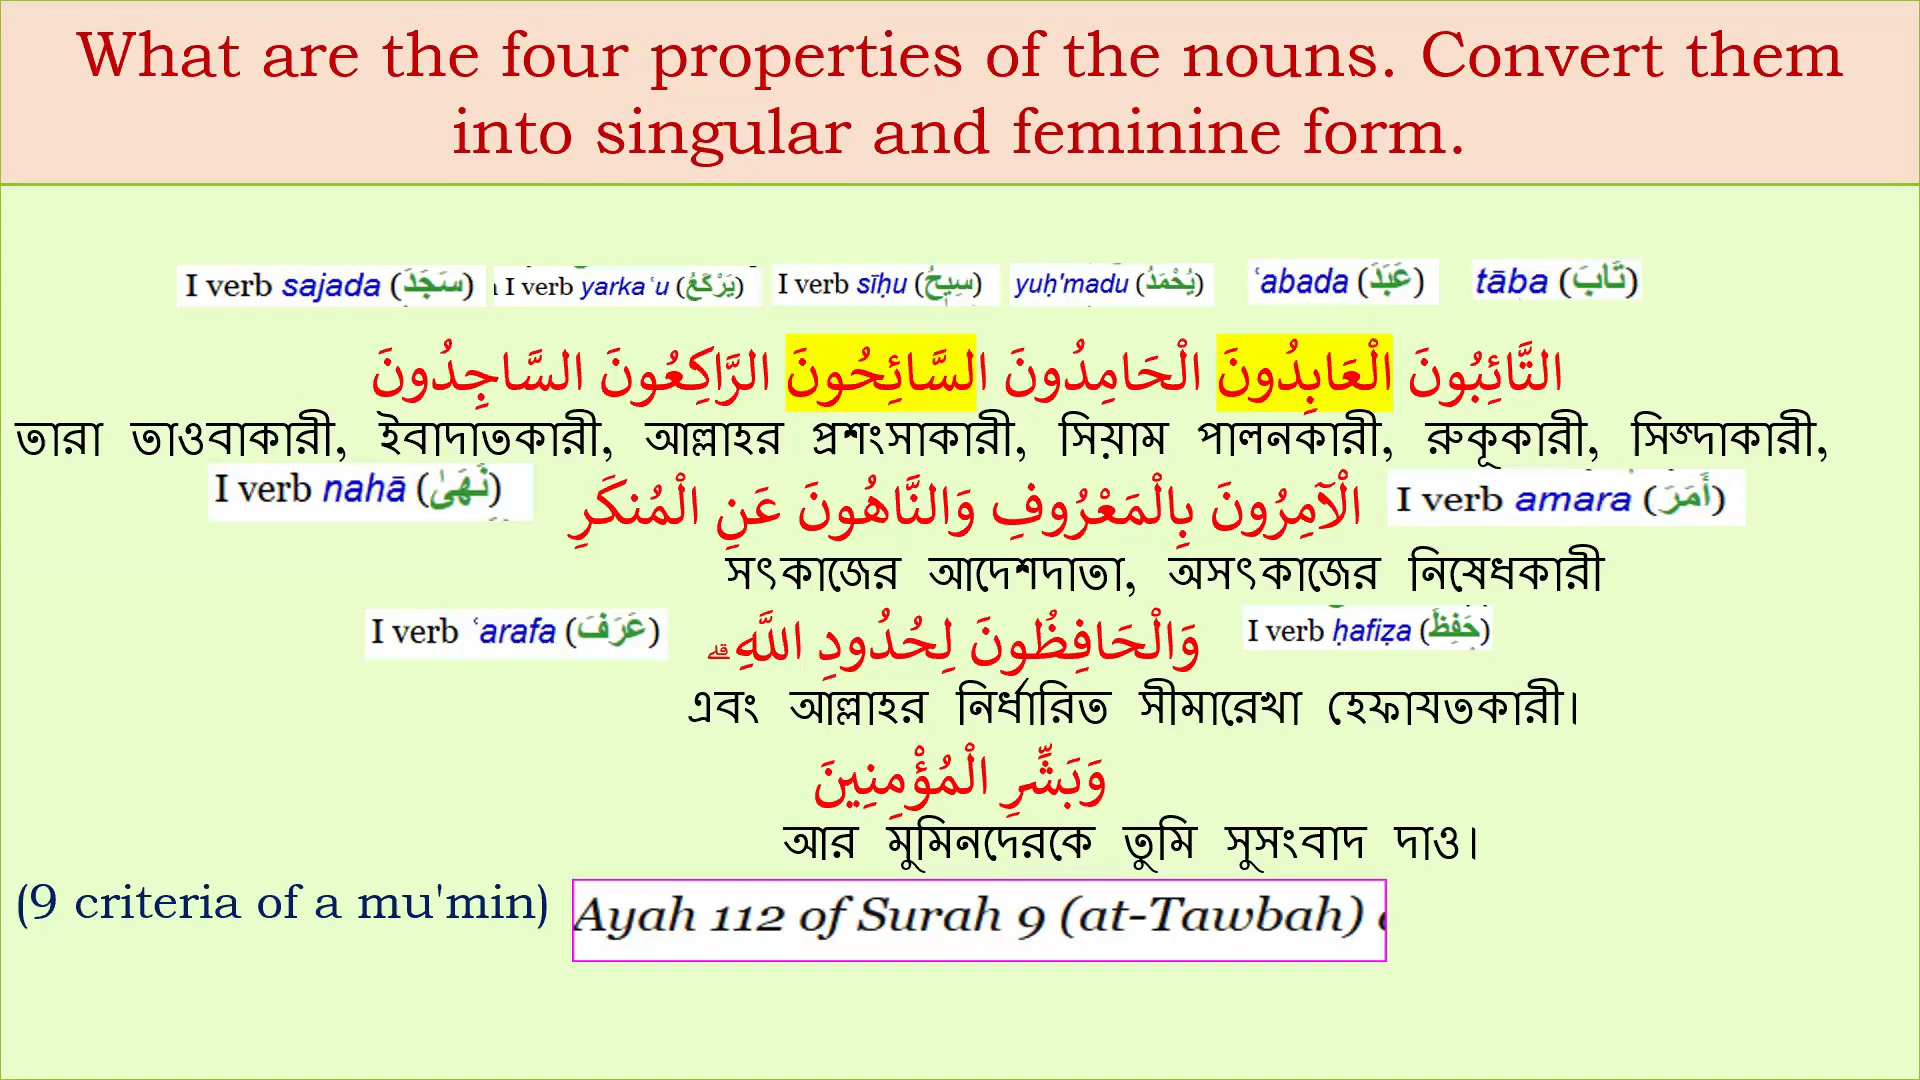 What are the four properties of the nouns. Convert them
into singular and feminine form.
I verb sajada (سَجَدَ) I verb yarkaʿu (يَرْكَعُ) I verb sīḥu (سِيحُ) yuḥ'madu (يُحْمَدُ) ʿabada (عَبَدَ) tāba (تَابَ)
التَّائِبُونَ الْعَابِدُونَ الْحَامِدُونَ السَّائِحُونَ الرَّاكِعُونَ السَّاجِدُونَ
তারা তাওবাকারী, ইবাদাতকারী, আল্লাহর প্রশংসাকারী, সিয়াম পালনকারী, রুকূকারী, সিজ্দাকারী,
I verb nahā (نَهَىٰ) الْآمِرُونَ بِالْمَعْرُوفِ وَالنَّاهُونَ عَنِ الْمُنكَرِ I verb amara (أَمَرَ)
সৎকাজের আদেশদাতা, অসৎকাজের নিষেধকারী
I verb ʿarafa (عَرَفَ) وَالْحَافِظُونَ لِحُدُودِ اللَّهِ ۗ I verb ḥafiẓa (حَفِظَ)
এবং আল্লাহর নির্ধারিত সীমারেখা হেফাযতকারী।
وَبَشِّرِ الْمُؤْمِنِينَ
আর মুমিনদেরকে তুমি সুসংবাদ দাও।
(9 criteria of a mu'min) Ayah 112 of Surah 9 (at-Tawbah)